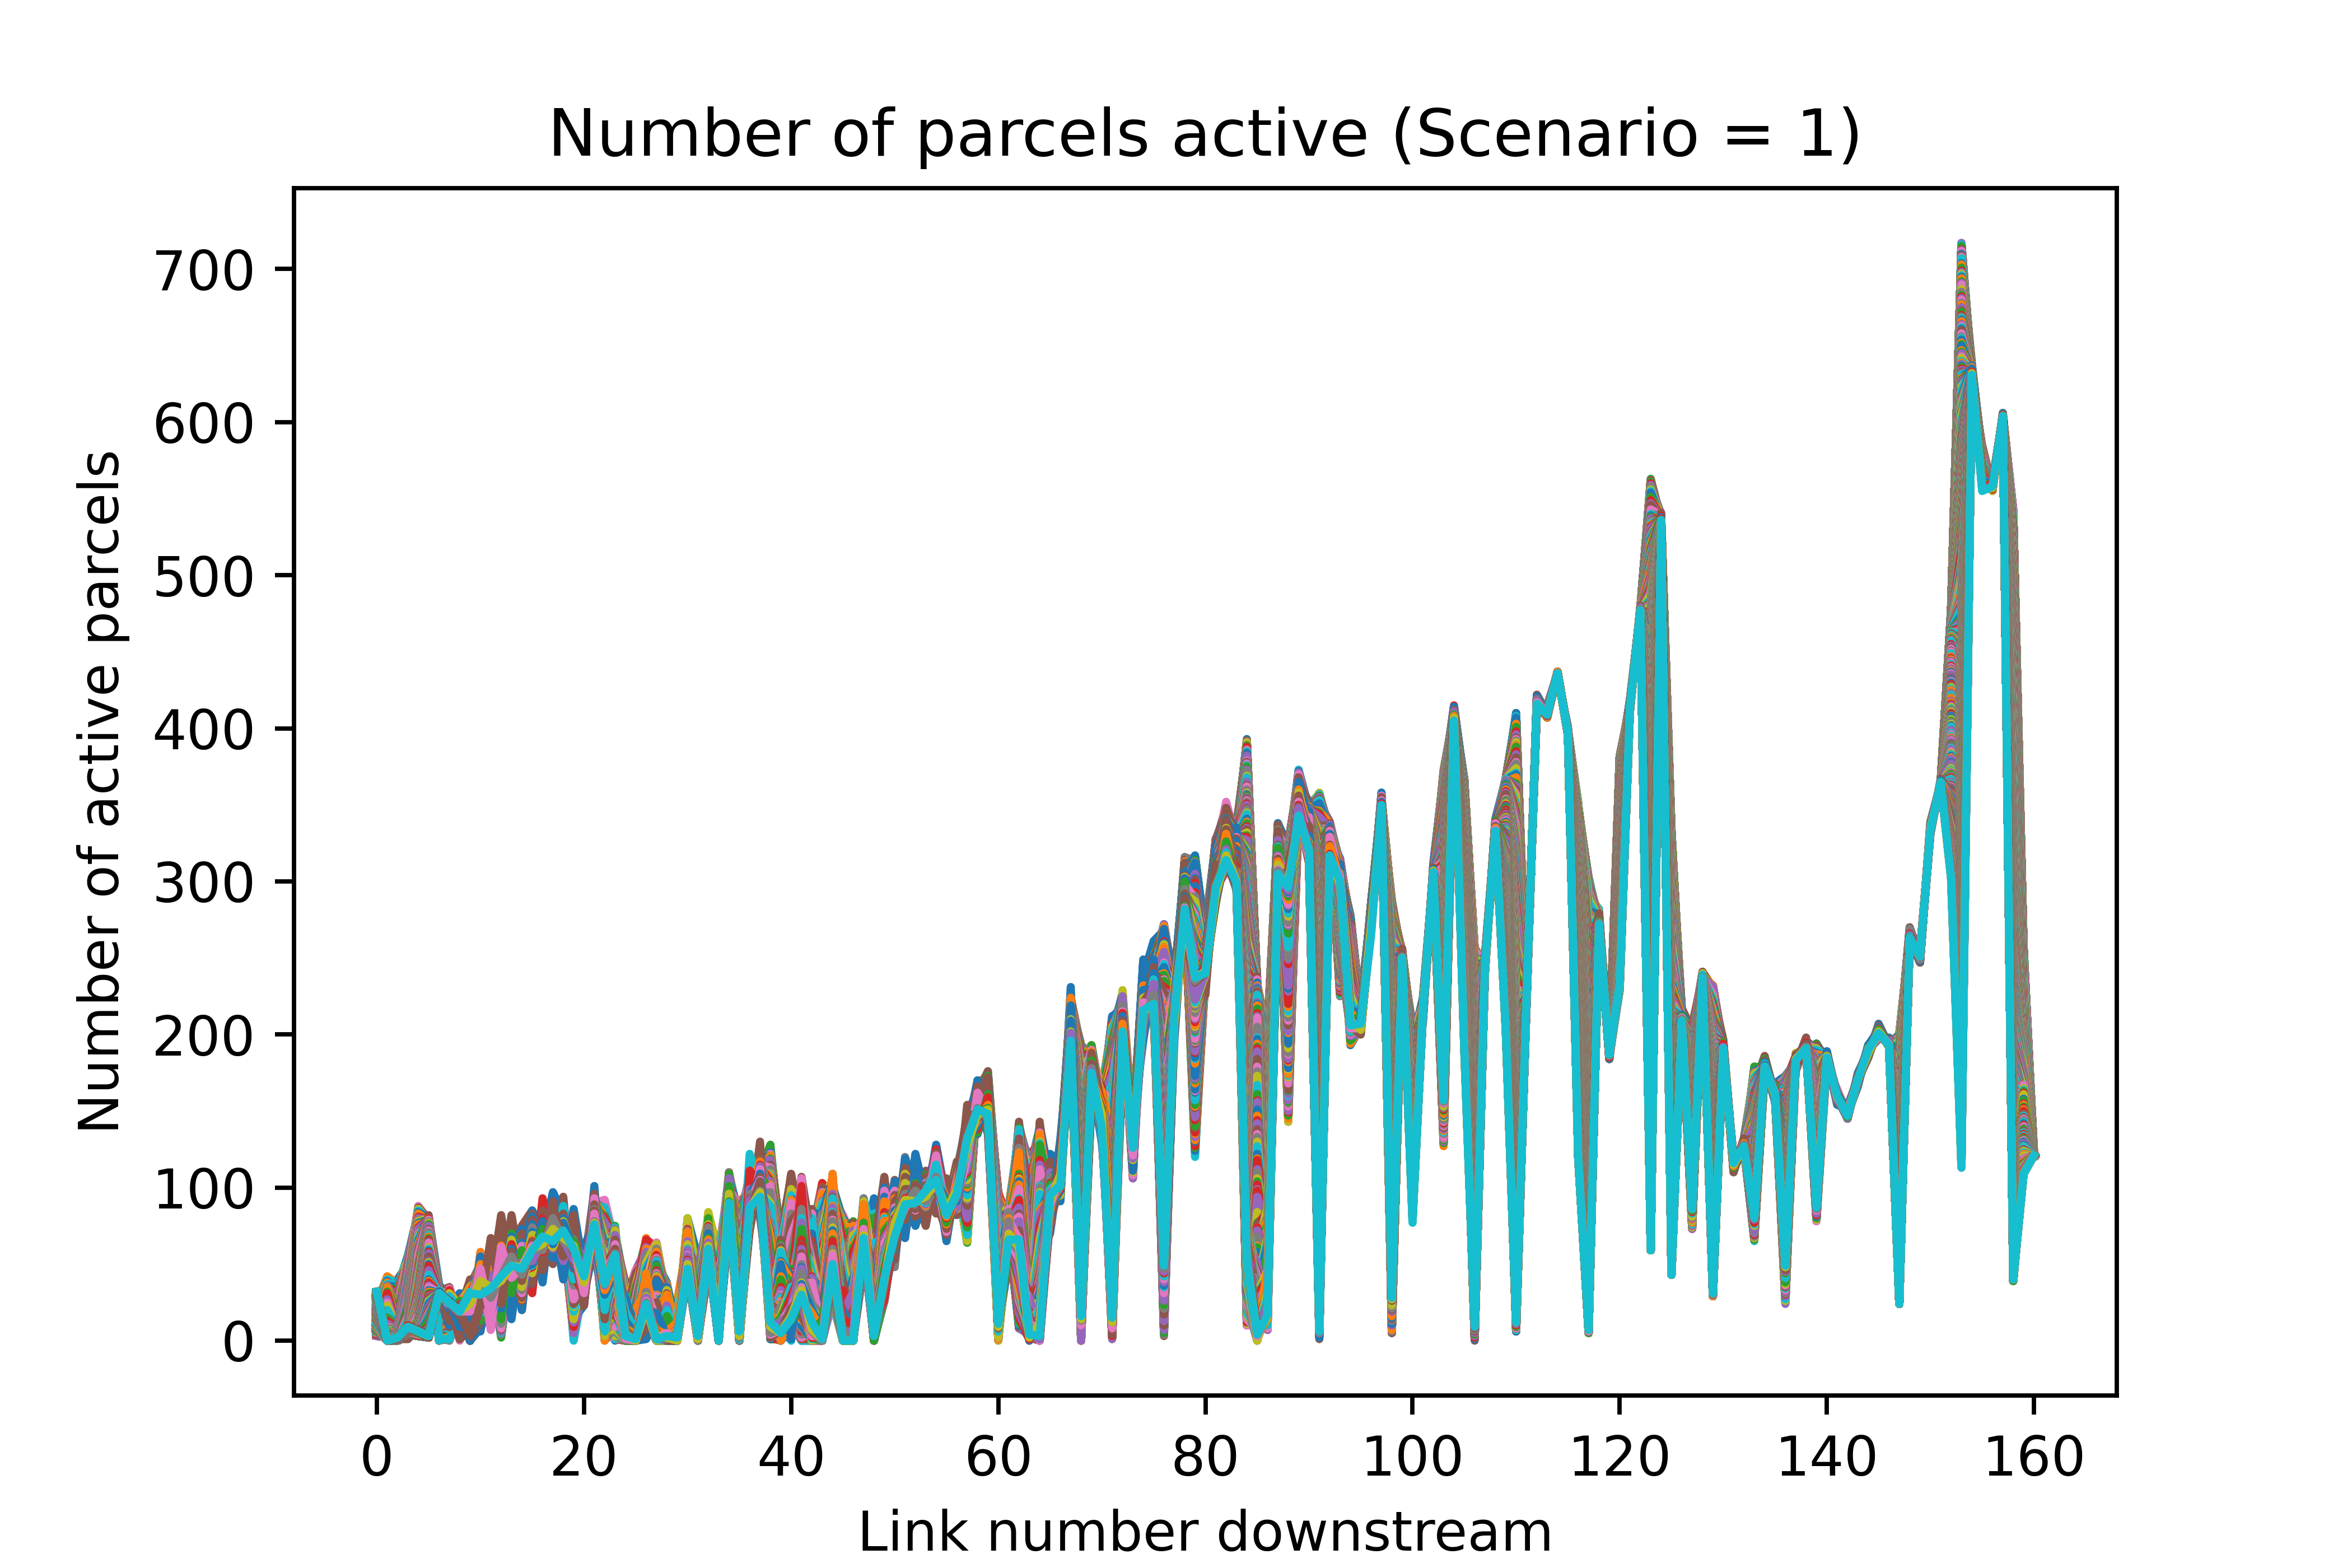 Number of parcels active (Scenario = 1)
Number of active parcels
700
600
500
400
300
200
100
0
0 20 40 60 80 100 120 140 160
Link number downstream